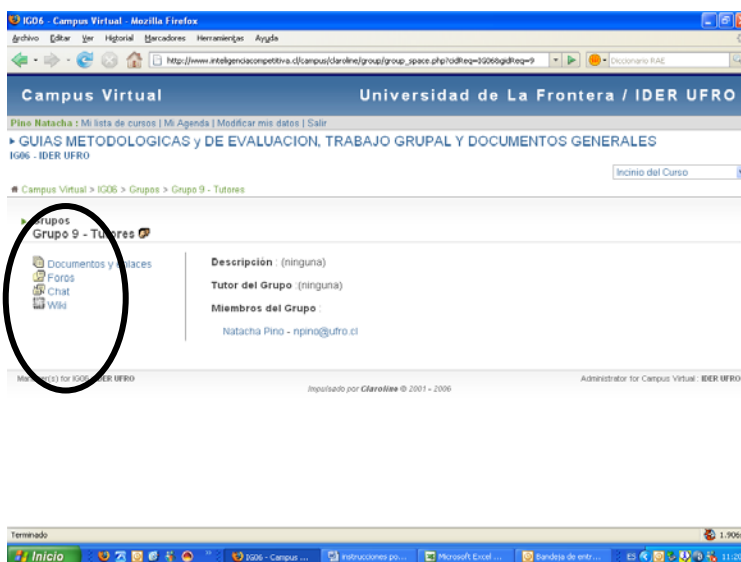 IG06 - Campus Virtual - Mozilla Firefox
Archivo Editar Ver Historial Marcadores Herramientas Ayuda
http://www.inteligenciacompetitiva.cl/campus/claroline/group/group_space.php?cidReq=IG06&gidReq=9 Diccionario RAE
Campus Virtual Universidad de La Frontera / IDER UFRO
Pino Natacha : Mi lista de cursos | Mi Agenda | Modificar mis datos | Salir
GUIAS METODOLOGICAS y DE EVALUACION, TRABAJO GRUPAL Y DOCUMENTOS GENERALES
IG06 - IDER UFRO
Incinio del Curso
Campus Virtual > IG06 > Grupos > Grupo 9 - Tutores
Grupos
Grupo 9 - Tutores
Documentos y enlaces
Foros
Chat
Wiki
Descripción : (ninguna)
Tutor del Grupo :(ninguna)
Miembros del Grupo :
Natacha Pino - npino@ufro.cl
Manager(s) for IG06 : IDER UFRO
Administrator for Campus Virtual : IDER UFRO
Impulsado por Claroline © 2001 - 2006
Terminado 1.906
Inicio IG06 - Campus ... instrucciones po... Microsoft Excel ... Bandeja de entr... ES 11:20